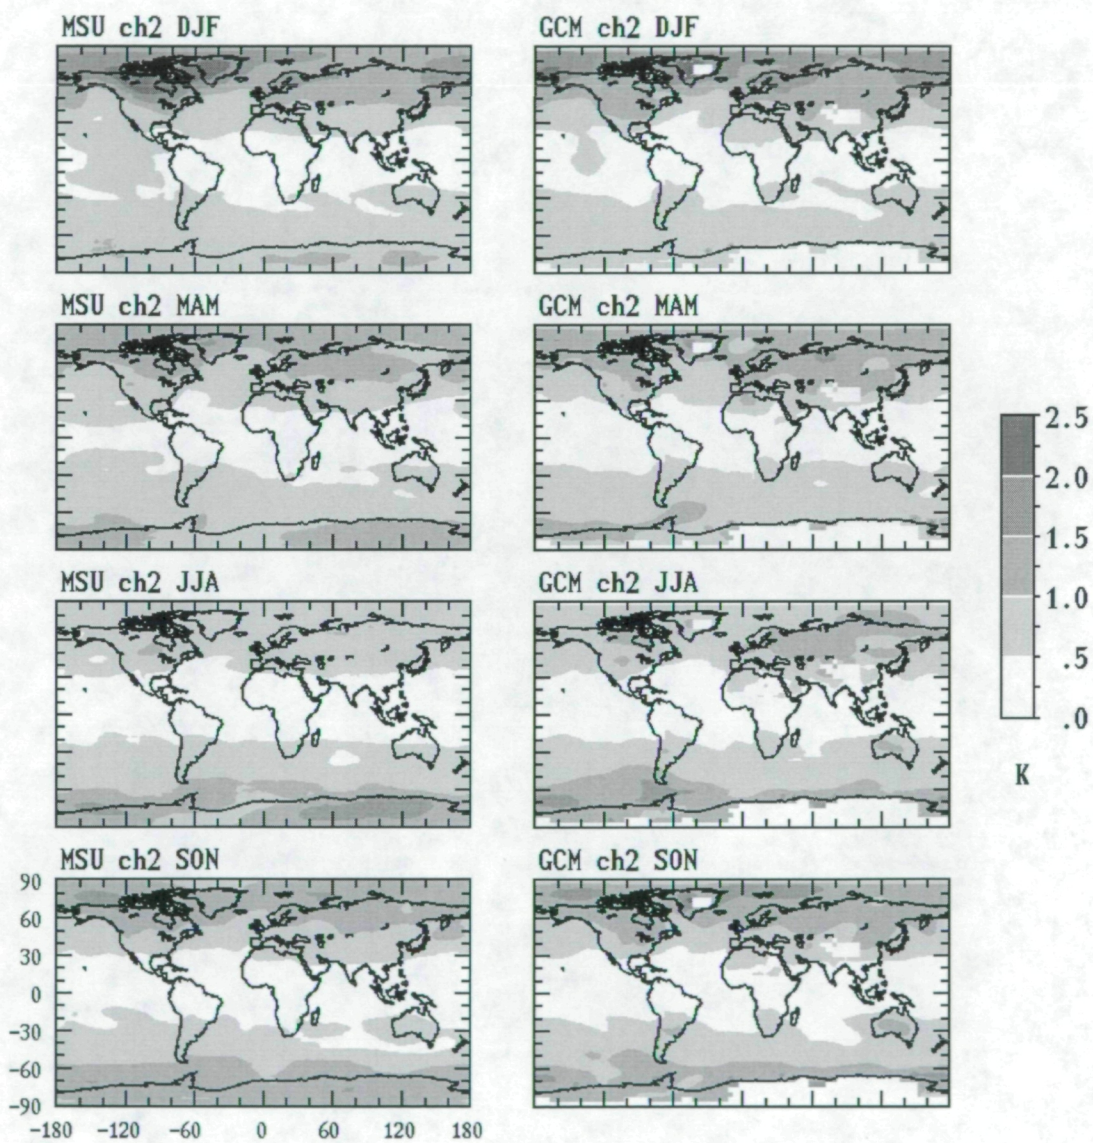 MSU ch2 DJF
GCM ch2 DJF
MSU ch2 MAM
GCM ch2 MAM
2.5
2.0
1.5
1.0
.5
.0
K
MSU ch2 JJA
GCM ch2 JJA
MSU ch2 SON
GCM ch2 SON
90
60
30
0
-30
-60
-90
-180 -120 -60 0 60 120 180